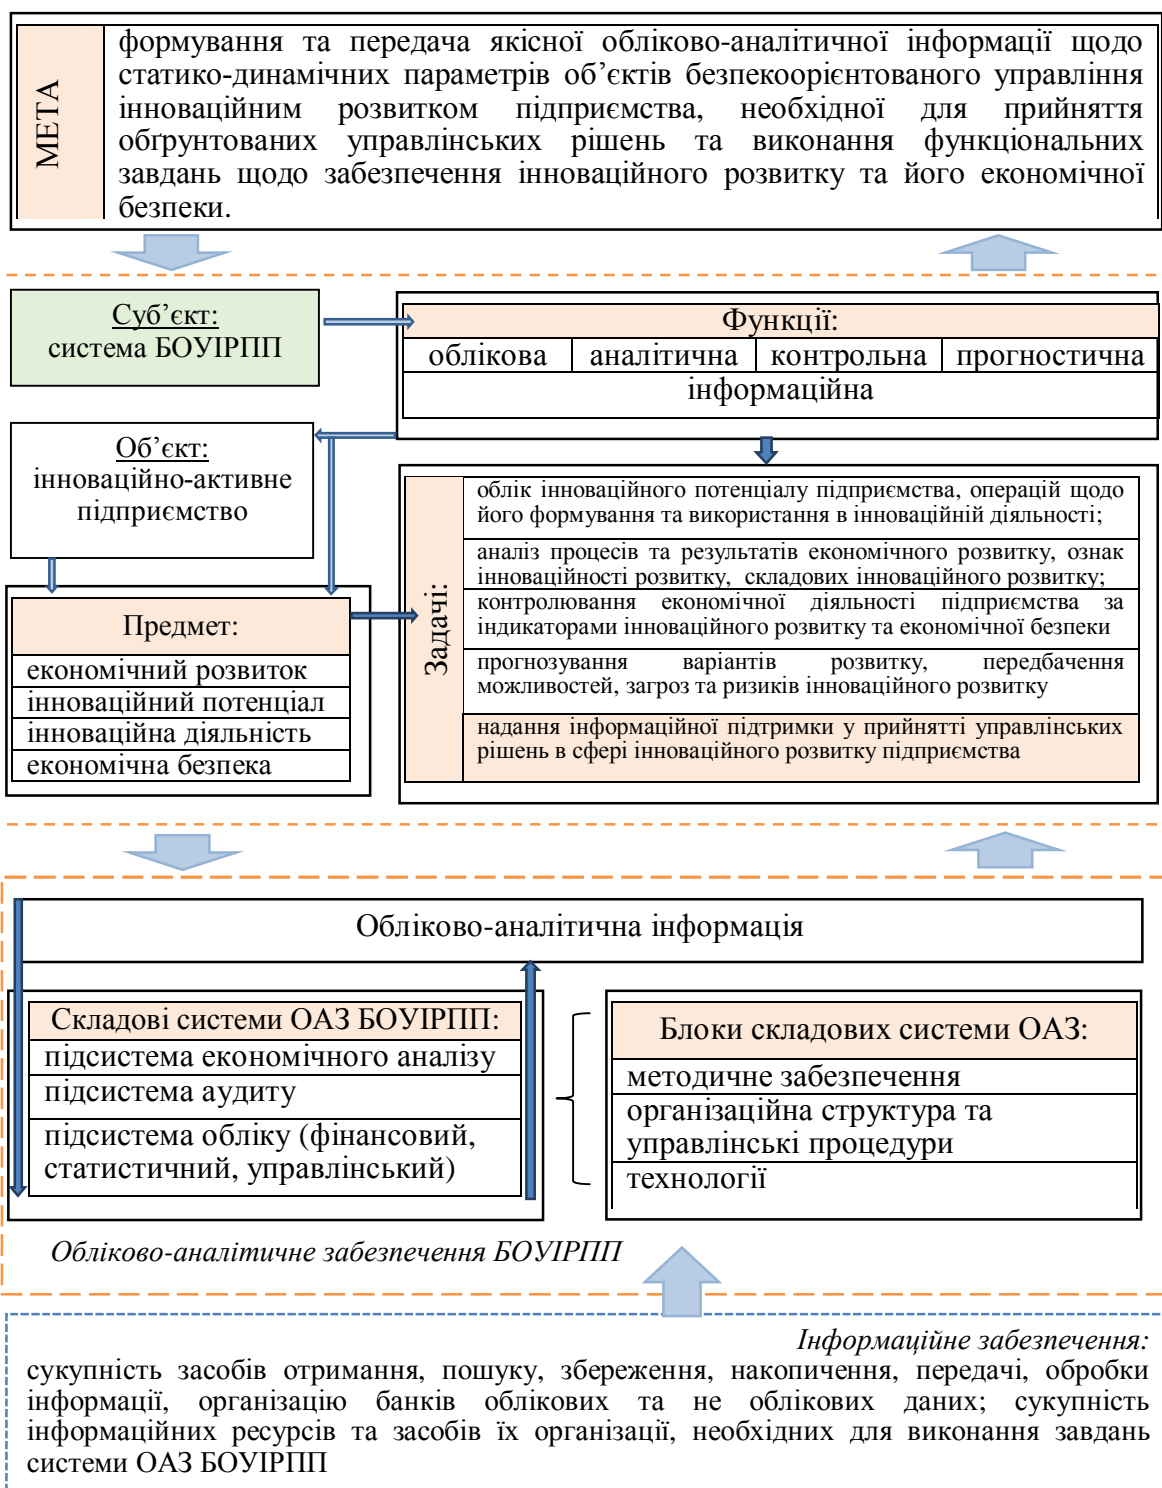 МЕТА
формування та передача якісної обліково-аналітичної інформації щодо
статико-динамічних параметрів об’єктів безпекоорієнтованого управління
інноваційним розвитком підприємства, необхідної для прийняття
обґрунтованих управлінських рішень та виконання функціональних
завдань щодо забезпечення інноваційного розвитку та його економічної
безпеки.
Суб’єкт:
система БОУІРПП
Функції:
облікова аналітична контрольна прогностична
інформаційна
Об’єкт:
інноваційно-активне
підприємство
Предмет:
економічний розвиток
інноваційний потенціал
інноваційна діяльність
економічна безпека
Задачі:
облік інноваційного потенціалу підприємства, операцій щодо
його формування та використання в інноваційній діяльності;
аналіз процесів та результатів економічного розвитку, ознак
інноваційності розвитку, складових інноваційного розвитку;
контролювання економічної діяльності підприємства за
індикаторами інноваційного розвитку та економічної безпеки
прогнозування варіантів розвитку, передбачення
можливостей, загроз та ризиків інноваційного розвитку
надання інформаційної підтримки у прийнятті управлінських
рішень в сфері інноваційного розвитку підприємства
Обліково-аналітична інформація
Складові системи ОАЗ БОУІРПП:
підсистема економічного аналізу
підсистема аудиту
підсистема обліку (фінансовий,
статистичний, управлінський)
Блоки складових системи ОАЗ:
методичне забезпечення
організаційна структура та
управлінські процедури
технології
Обліково-аналітичне забезпечення БОУІРПП
Інформаційне забезпечення:
сукупність засобів отримання, пошуку, збереження, накопичення, передачі, обробки
інформації, організацію банків облікових та не облікових даних; сукупність
інформаційних ресурсів та засобів їх організації, необхідних для виконання завдань
системи ОАЗ БОУІРПП